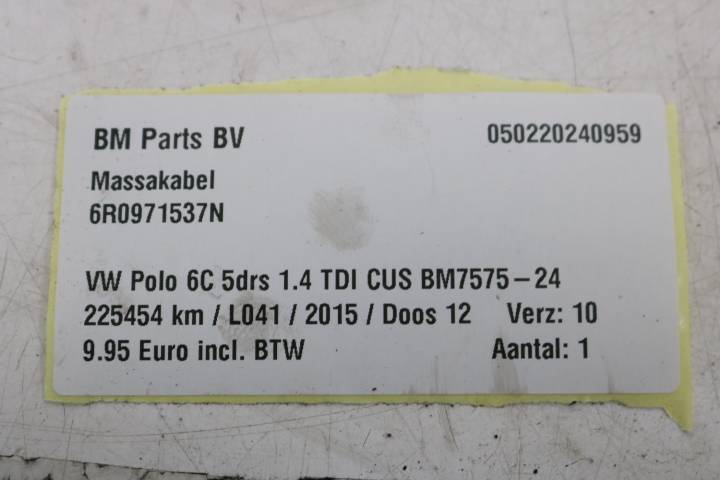 BM Parts BV 050220240959
Massakabel
6R0971537N
VW Polo 6C 5drs 1.4 TDI CUS BM7575-24
225454 km / L041 / 2015 / Doos 12 Verz: 10
9.95 Euro incl. BTW Aantal: 1